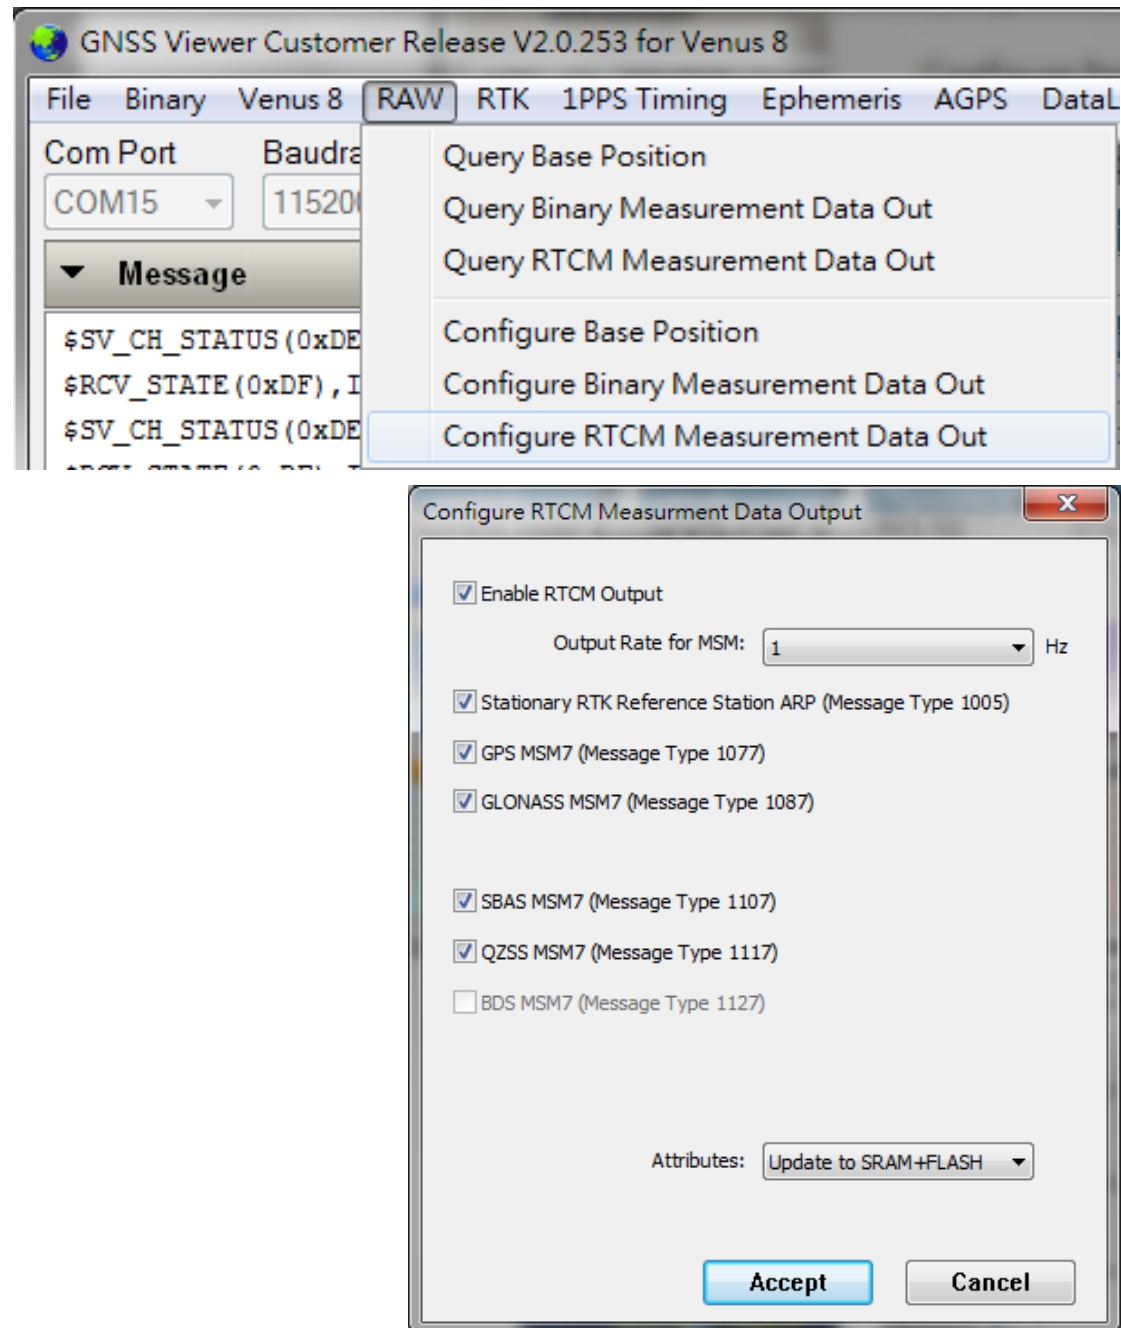 GNSS Viewer Customer Release V2.0.253 for Venus 8
File Binary Venus 8 RAW RTK 1PPS Timing Ephemeris AGPS DataL
Com Port Baudra
COM15 11520
Message
$SV_CH_STATUS(0xDE
$RCV_STATE(0xDF),I
$SV_CH_STATUS(0xDE
Query Base Position
Query Binary Measurement Data Out
Query RTCM Measurement Data Out
Configure Base Position
Configure Binary Measurement Data Out
Configure RTCM Measurement Data Out
Configure RTCM Measurment Data Output
Enable RTCM Output
Output Rate for MSM: 1 Hz
Stationary RTK Reference Station ARP (Message Type 1005)
GPS MSM7 (Message Type 1077)
GLONASS MSM7 (Message Type 1087)
SBAS MSM7 (Message Type 1107)
QZSS MSM7 (Message Type 1117)
BDS MSM7 (Message Type 1127)
Attributes: Update to SRAM+FLASH
Accept Cancel